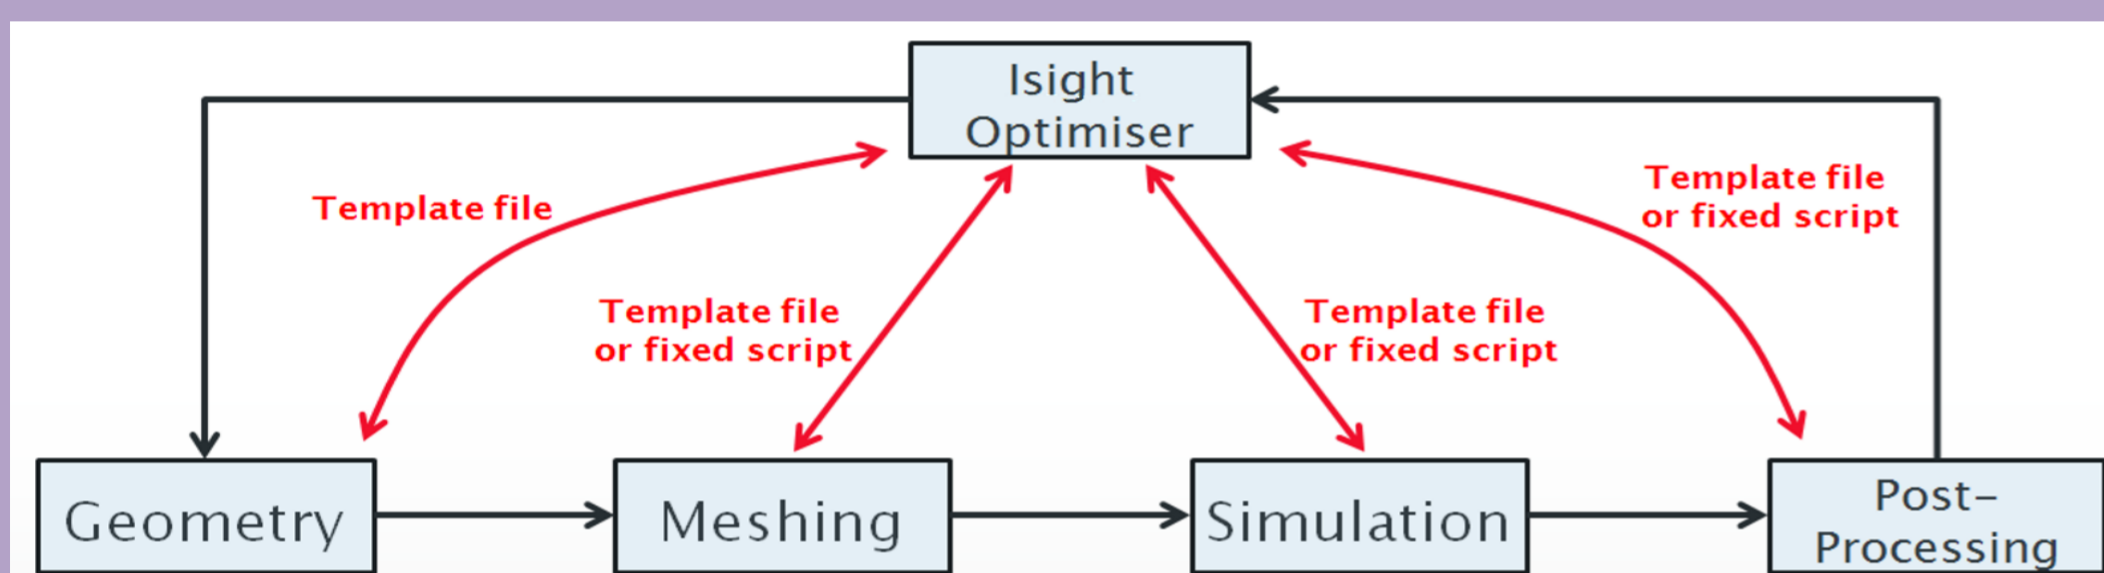 Isight
Optimiser
Template file
Template file
or fixed script
Template file
or fixed script
Template file
or fixed script
Geometry
Meshing
Simulation
Post-
Processing